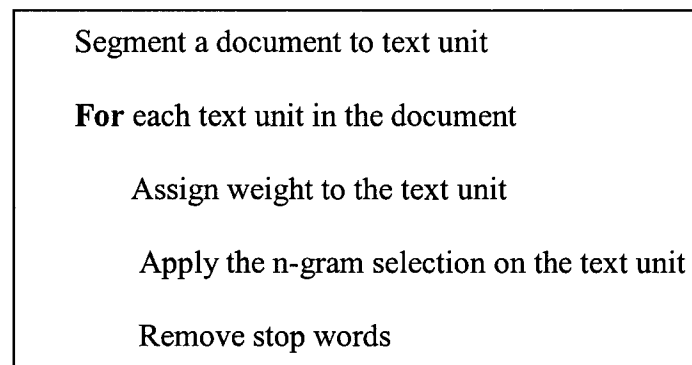 Segment a document to text unit
For each text unit in the document
Assign weight to the text unit
Apply the n-gram selection on the text unit
Remove stop words